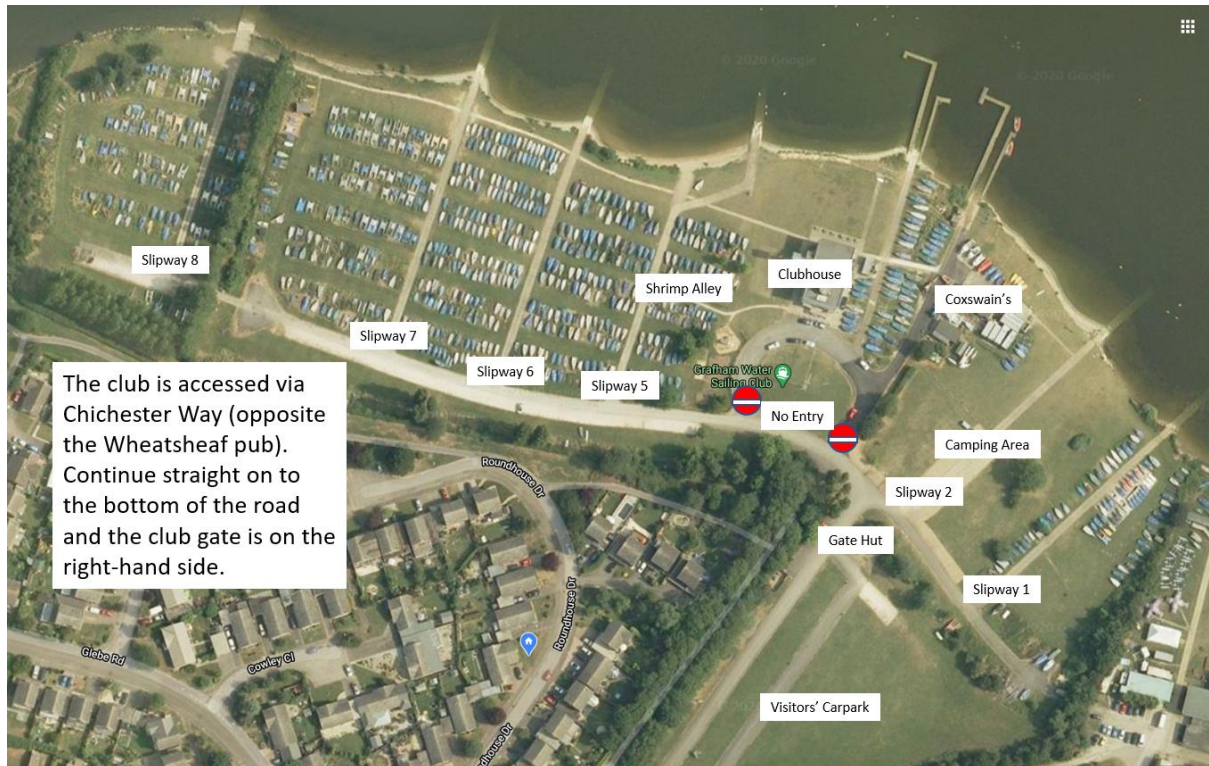 © 2020 Google
© 2020 Google
Slipway 8
Clubhouse
Shrimp Alley
Coxswain's
Slipway 7
Slipway 6
Slipway 5
Grafham Water
Sailing Club
No Entry
The club is accessed via
Chichester Way (opposite
the Wheatsheaf pub).
Continue straight on to
the bottom of the road
and the club gate is on the
right-hand side.
Camping Area
Roundhouse Dr
Slipway 2
Gate Hut
Slipway 1
Roundhouse Dr
Glebe Rd
Cowley Cl
Visitors' Carpark
ndhouse Dr